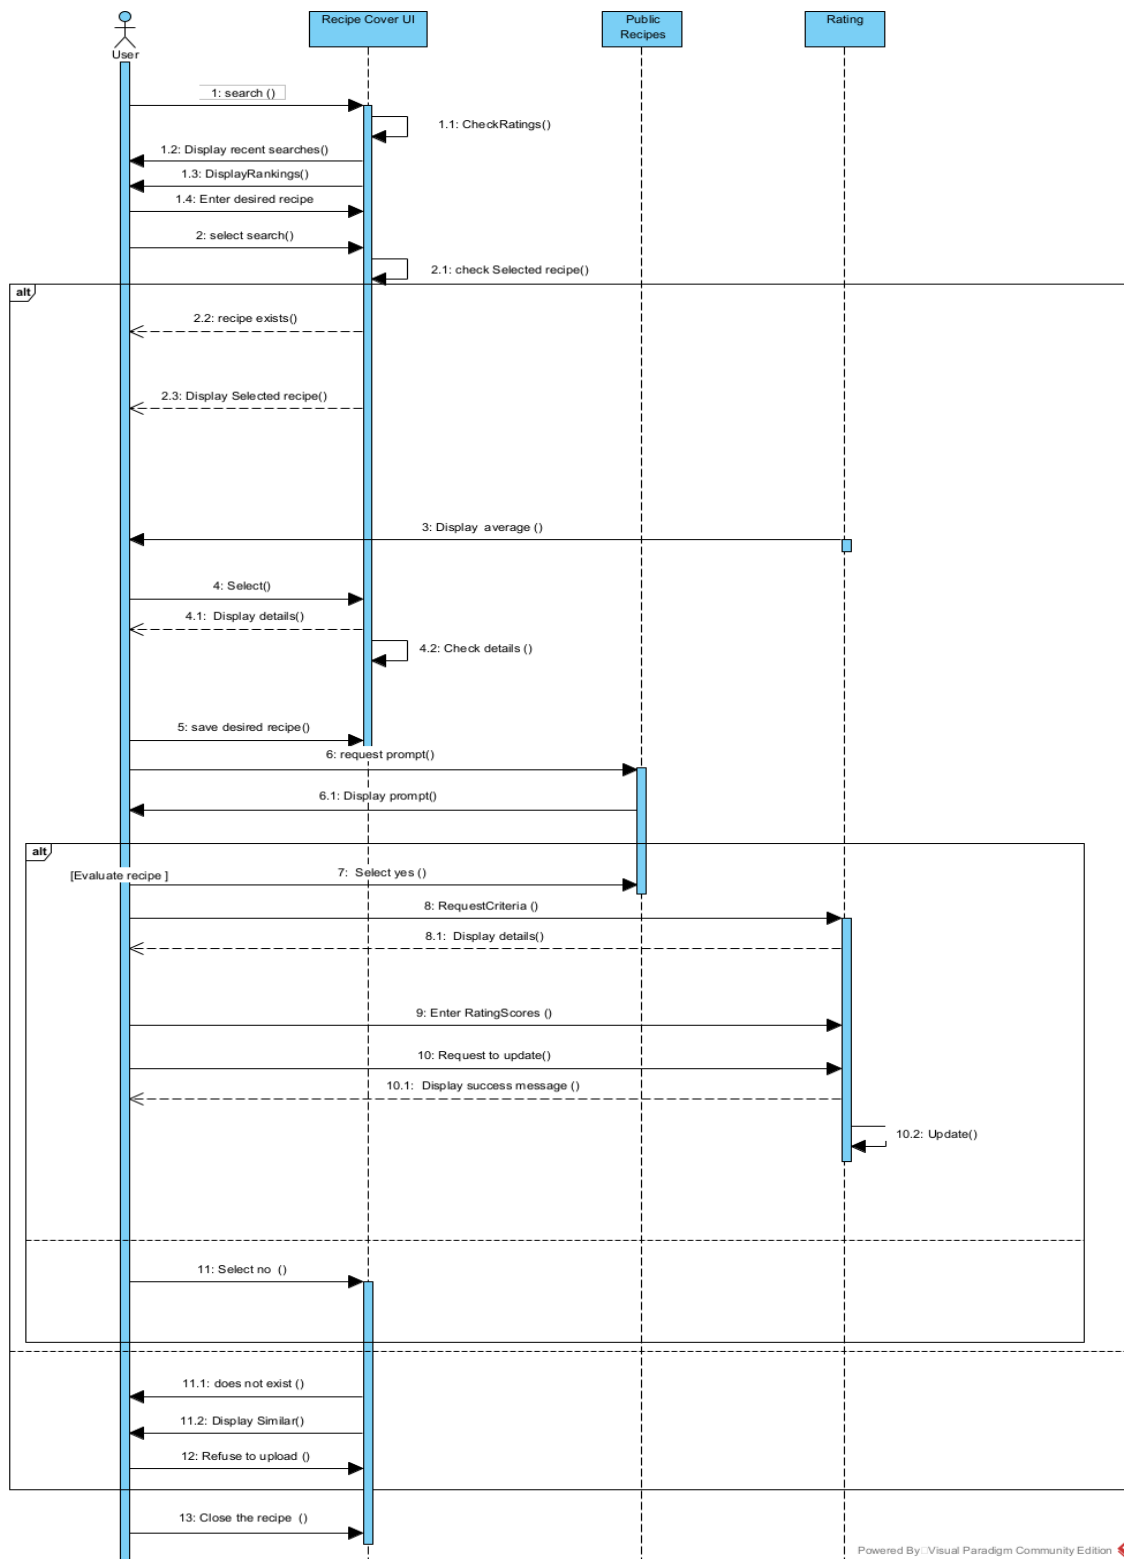 User
Recipe Cover UI
Public
Recipes
Rating
1: search ()
1.1: CheckRatings()
1.2: Display recent searches()
1.3: DisplayRankings()
1.4: Enter desired recipe
2: select search()
2.1: check Selected recipe()
alt
2.2: recipe exists()
2.3: Display Selected recipe()
3: Display average ()
4: Select()
4.1: Display details()
4.2: Check details ()
5: save desired recipe()
6: request prompt()
6.1: Display prompt()
alt
[Evaluate recipe ]
7: Select yes ()
8: RequestCriteria ()
8.1: Display details()
9: Enter RatingScores ()
10: Request to update()
10.1: Display success message ()
10.2: Update()
11: Select no ()
11.1: does not exist ()
11.2: Display Similar()
12: Refuse to upload ()
13: Close the recipe ()
Powered By Visual Paradigm Community Edition